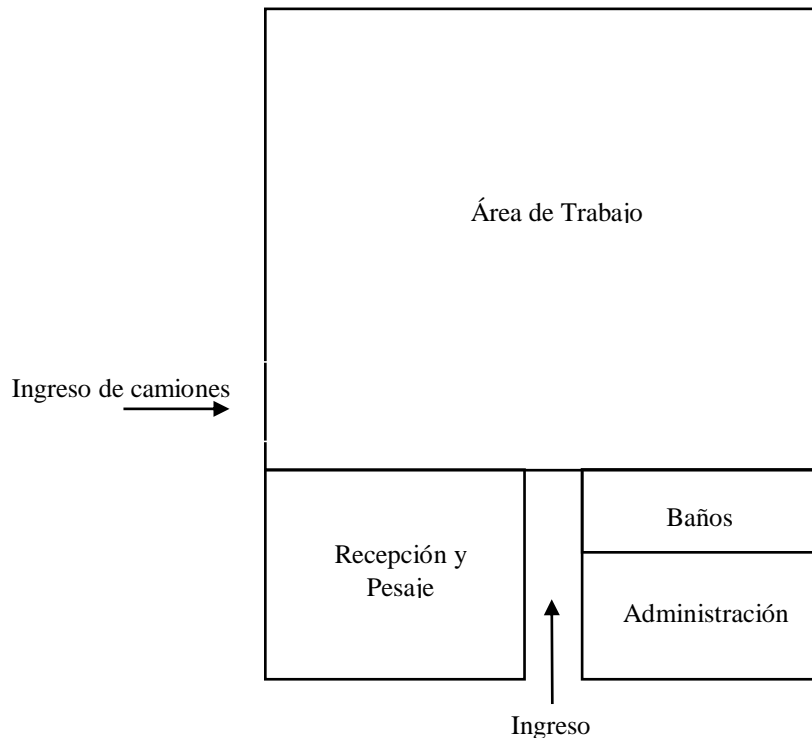 Área de Trabajo
Ingreso de camiones
Baños
Recepción y
Pesaje
Administración
Ingreso